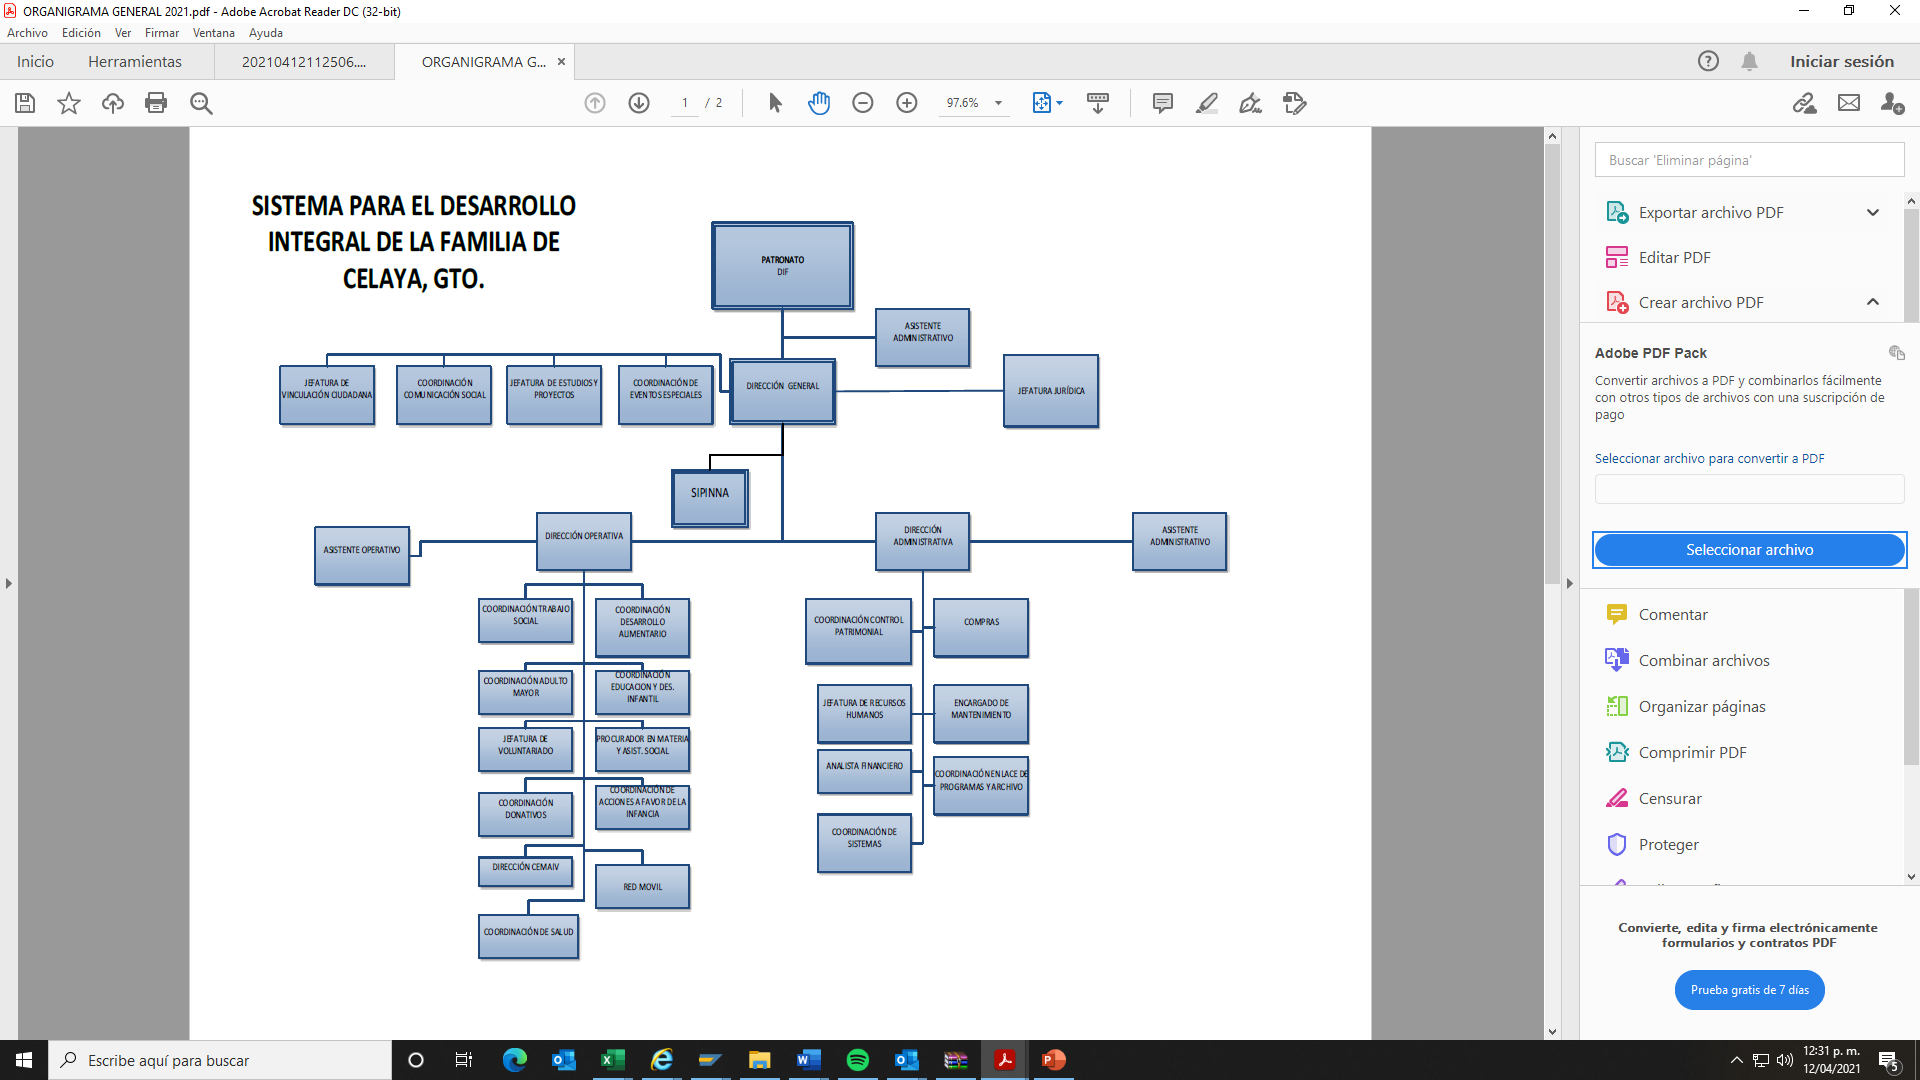 ORGANIGRAMA GENERAL 2021.pdf - Adobe Acrobat Reader DC (32-bit)
Archivo Edición Ver Firmar Ventana Ayuda
Inicio Herramientas 20210412112506.... ORGANIGRAMA G... × Iniciar sesión
1 / 2 97.6%
SISTEMA PARA EL DESARROLLO
INTEGRAL DE LA FAMILIA DE
CELAYA, GTO.
PATRONATO
DIF
ASISTENTE
ADMINISTRATIVO
JEFATURA DE
VINCULACIÓN CIUDADANA
COORDINACIÓN
COMUNICACIÓN SOCIAL
JEFATURA DE ESTUDIOS Y
PROYECTOS
COORDINACIÓN DE
EVENTOS ESPECIALES
DIRECCIÓN GENERAL
JEFATURA JURÍDICA
SIPINNA
ASISTENTE OPERATIVO
DIRECCIÓN OPERATIVA
DIRECCIÓN
ADMINISTRATIVA
ASISTENTE
ADMINISTRATIVO
COORDINACIÓN TRABAJO
SOCIAL
COORDINACIÓN
DESARROLLO
ALIMENTARIO
COORDINACIÓN ADULTO
MAYOR
COORDINACIÓN
EDUCACION Y DES.
INFANTIL
JEFATURA DE
VOLUNTARIADO
PROCURADOR EN MATERIA
Y ASIST. SOCIAL
COORDINACIÓN
DONATIVOS
COORDINACIÓN DE
ACCIONES A FAVOR DE LA
INFANCIA
DIRECCIÓN CEMAIV
RED MOVIL
COORDINACIÓN DE SALUD
COORDINACIÓN CONTROL
PATRIMONIAL
COMPRAS
JEFATURA DE RECURSOS
HUMANOS
ENCARGADO DE
MANTENIMIENTO
ANALISTA FINANCIERO
COORDINACIÓN ENLACE DE
PROGRAMAS Y ARCHIVO
COORDINACIÓN DE
SISTEMAS
Buscar 'Eliminar página'
Exportar archivo PDF
Editar PDF
Crear archivo PDF
Adobe PDF Pack
Convertir archivos a PDF y combinarlos fácilmente
con otros tipos de archivos con una suscripción de
pago
Seleccionar archivo para convertir a PDF
Seleccionar archivo
Comentar
Combinar archivos
Organizar páginas
Comprimir PDF
Censurar
Proteger
Convierte, edita y firma electrónicamente
formularios y contratos PDF
Prueba gratis de 7 días
Escribe aquí para buscar
12:31 p. m.
12/04/2021
5